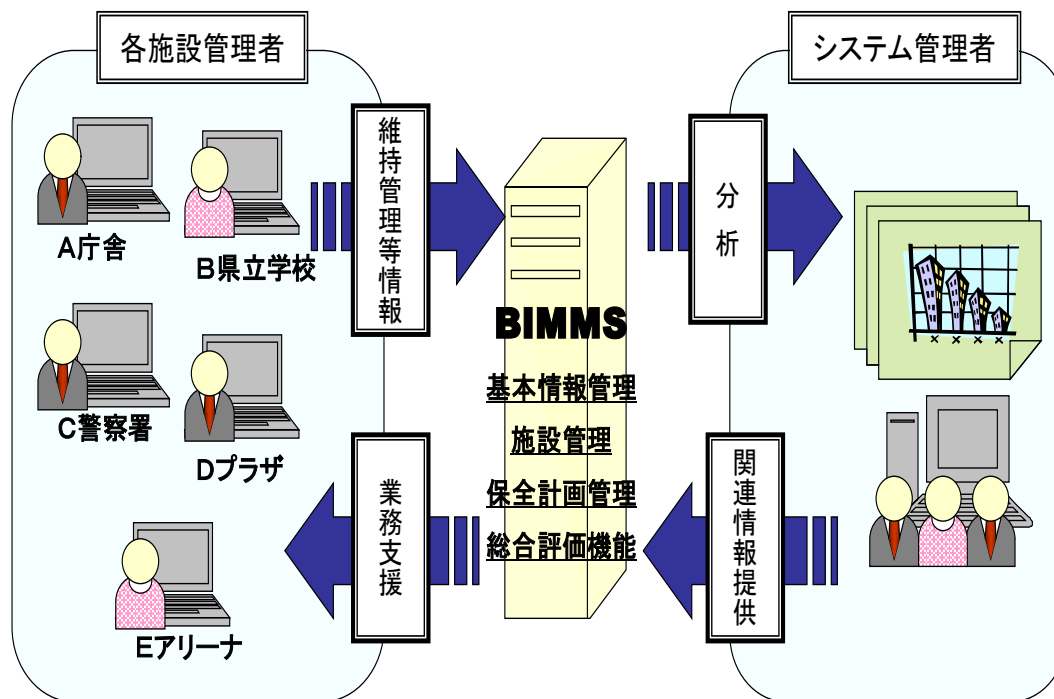 各施設管理者
システム管理者
A庁舎
B県立学校
C警察署
Dプラザ
Eアリーナ
維持管理等情報
業務支援
BIMMS
基本情報管理
施設管理
保全計画管理
総合評価機能
分析
関連情報提供